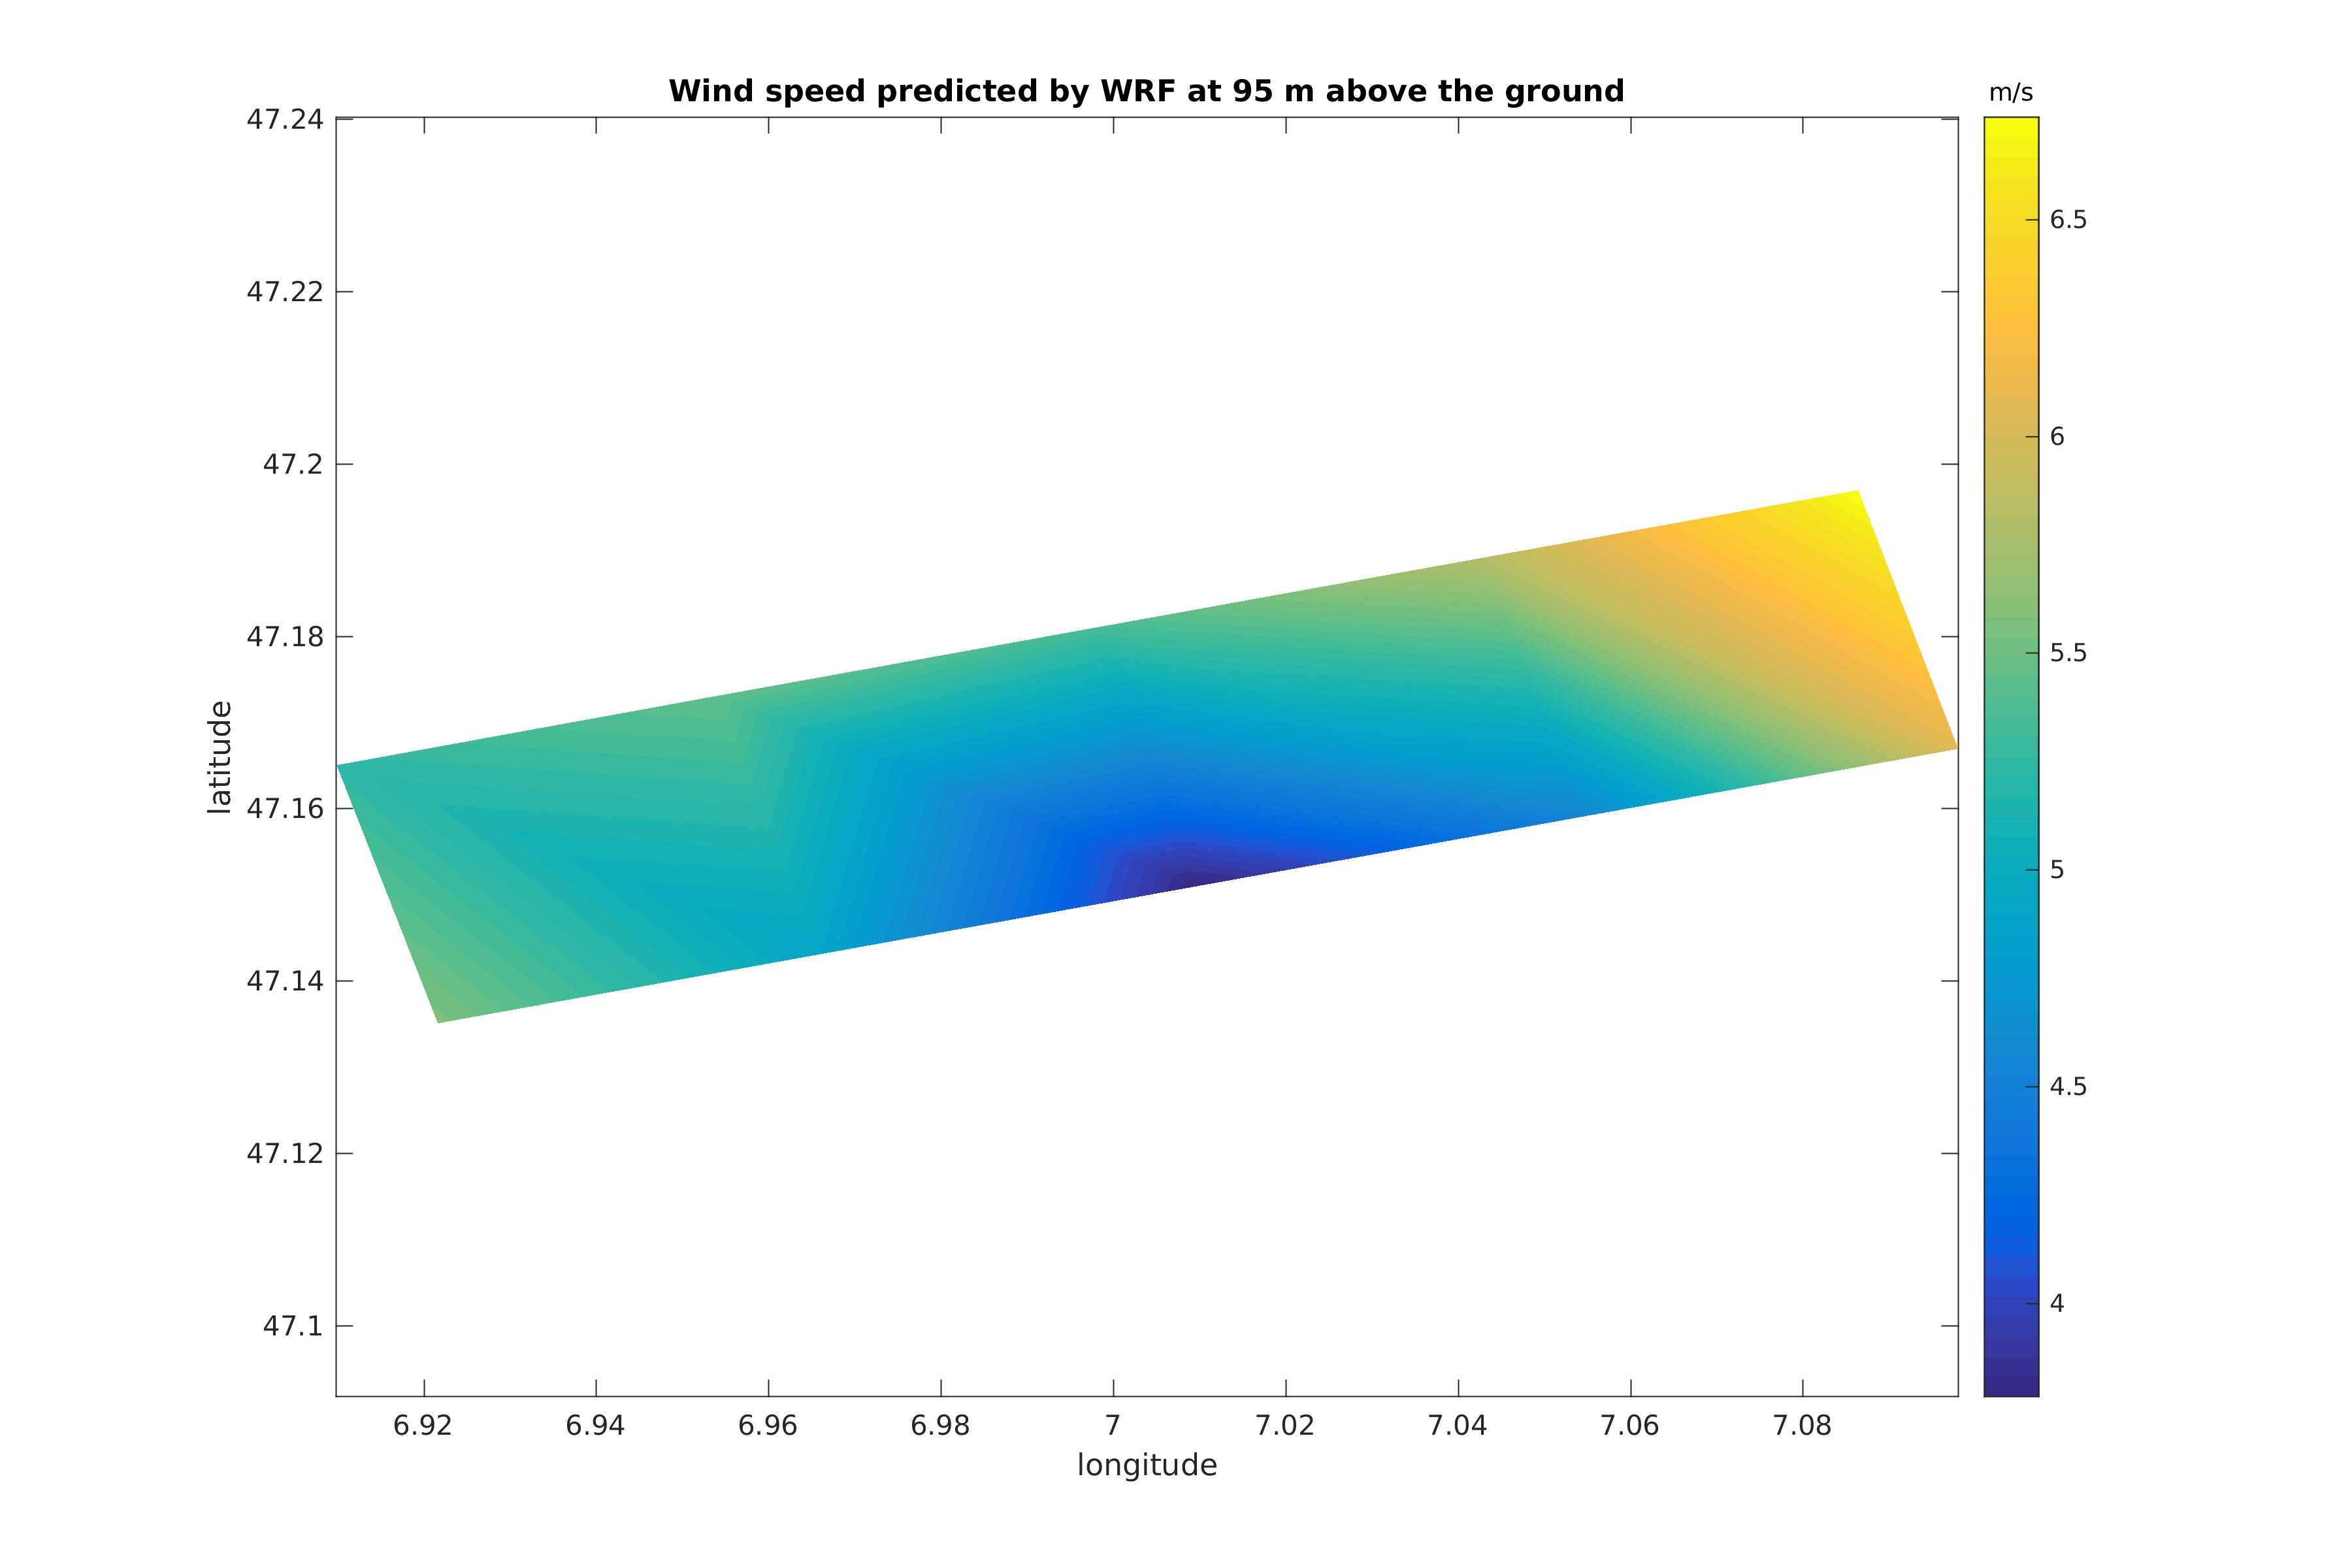 Wind speed predicted by WRF at 95 m above the ground
m/s
47.24
47.22
47.2
47.18
47.16
47.14
47.12
47.1
latitude
6.92 6.94 6.96 6.98 7 7.02 7.04 7.06 7.08
longitude
6.5
6
5.5
5
4.5
4